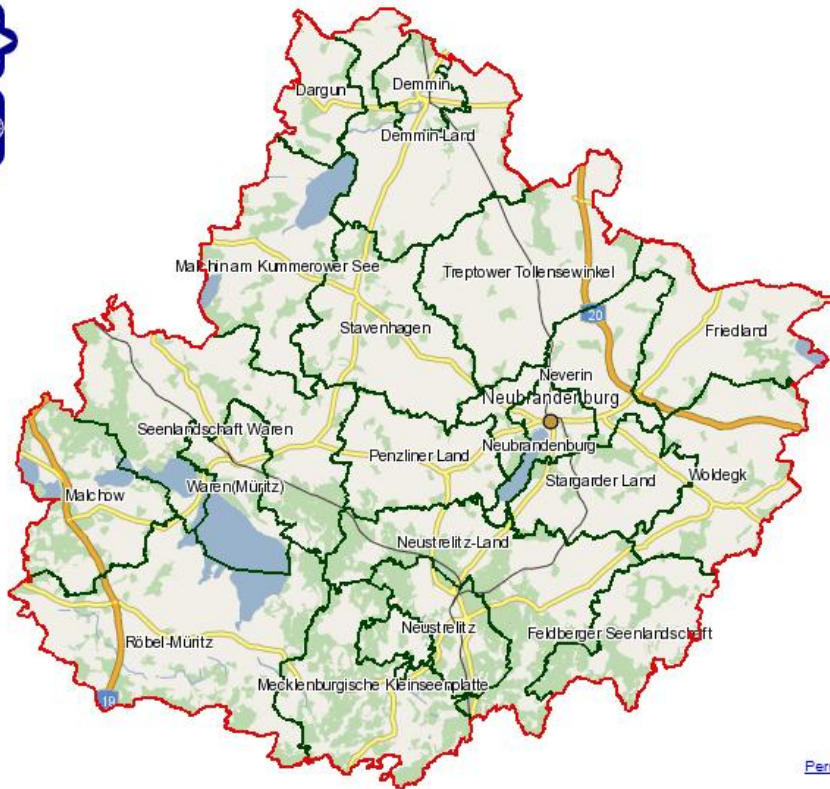 Dargun
Demmin
Demmin-Land
Malchin am Kummerower See
Treptower Tollensewinkel
20
Stavenhagen
Friedland
Neverin
Neubrandenburg
Seenlandschaft Waren
Penzliner Land
Neubrandenburg
Stargarder Land
Woldegk
Malchow
Waren(Müritz)
Neustrelitz-Land
Röbel-Müritz
Neustrelitz
Feldberger Seenlandschaft
Mecklenburgische Kleinseenplatte
19